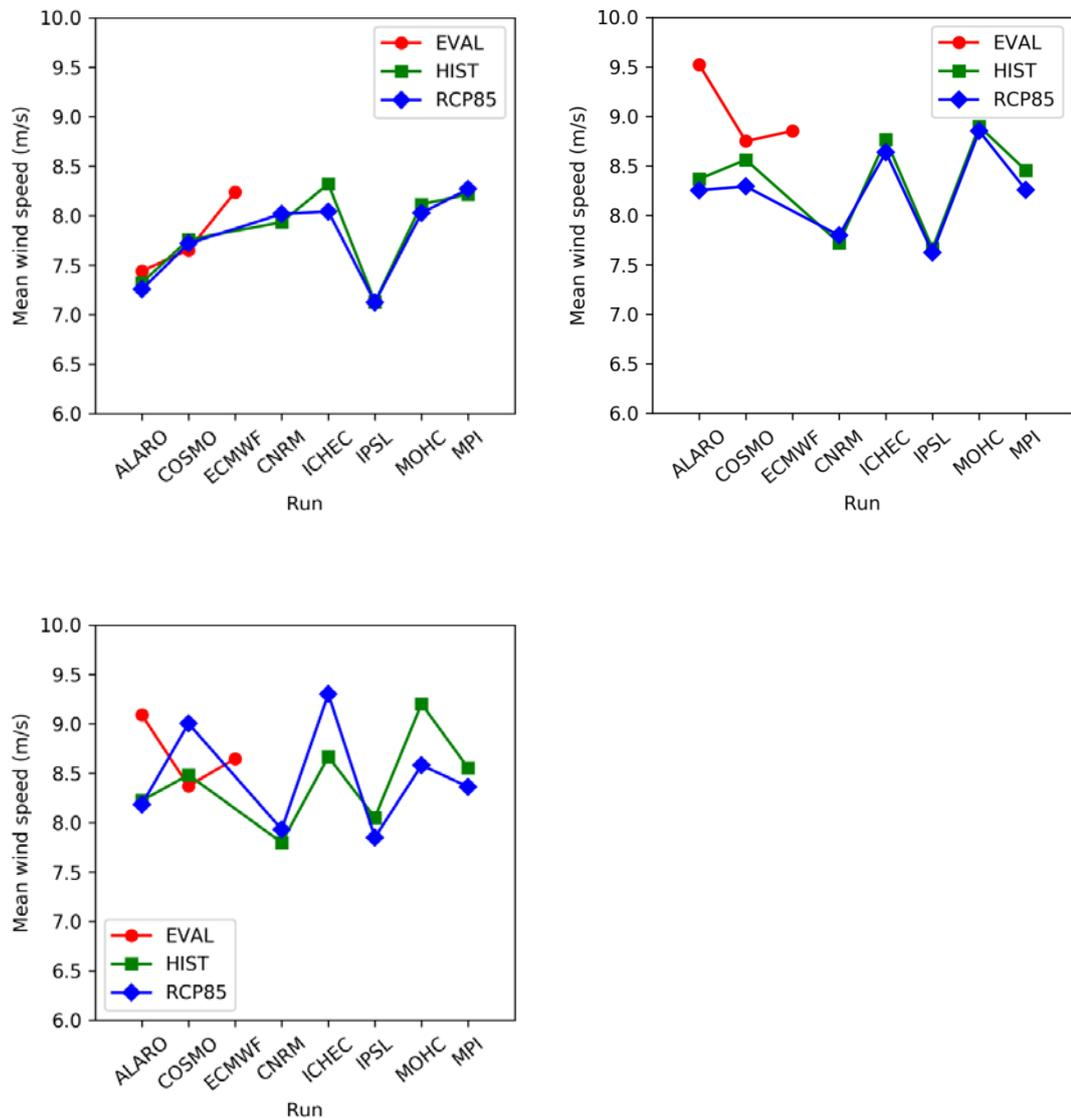 10.0
9.5
9.0
8.5
8.0
7.5
7.0
6.5
6.0
Mean wind speed (m/s)
EVAL
HIST
RCP85
ALARO
COSMO
ECMWF
CNRM
ICHEC
IPSL
MOHC
MPI
Run
10.0
9.5
9.0
8.5
8.0
7.5
7.0
6.5
6.0
Mean wind speed (m/s)
EVAL
HIST
RCP85
ALARO
COSMO
ECMWF
CNRM
ICHEC
IPSL
MOHC
MPI
Run
10.0
9.5
9.0
8.5
8.0
7.5
7.0
6.5
6.0
Mean wind speed (m/s)
EVAL
HIST
RCP85
ALARO
COSMO
ECMWF
CNRM
ICHEC
IPSL
MOHC
MPI
Run